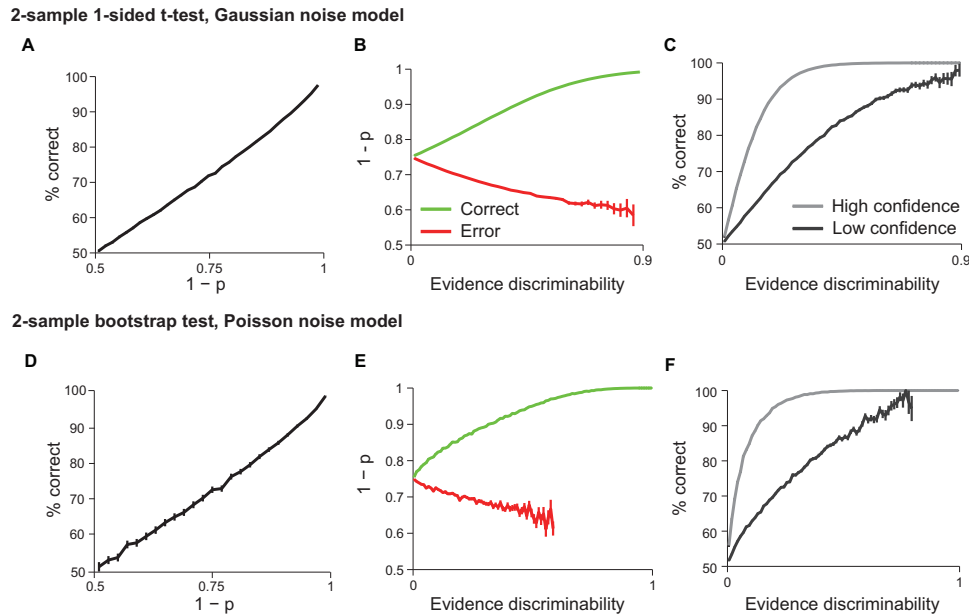 2-sample 1-sided t-test, Gaussian noise model
A
% correct
100
90
80
70
60
50
0.5
0.75
1
1 – p
B
1 - p
1
0.9
0.8
0.7
0.6
0.5
Correct
Error
0
0.9
Evidence discriminability
C
% correct
100
90
80
70
60
50
High confidence
Low confidence
0
0.9
Evidence discriminability
2-sample bootstrap test, Poisson noise model
D
% correct
100
90
80
70
60
50
0.5
0.75
1
1 – p
E
1 – p
1
0.9
0.8
0.7
0.6
0.5
0
1
Evidence discriminability
F
% correct
100
90
80
70
60
50
0
1
Evidence discriminability